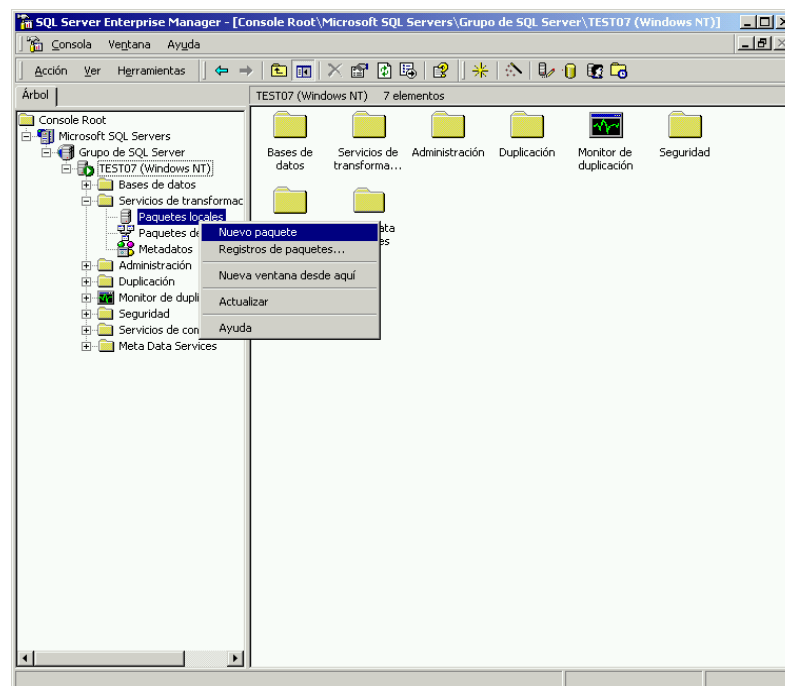 SQL Server Enterprise Manager - [Console Root\Microsoft SQL Servers\Grupo de SQL Server\TEST07 (Windows NT)]
Consola Ventana Ayuda
Acción Ver Herramientas
Árbol
TEST07 (Windows NT) 7 elementos
Console Root
Microsoft SQL Servers
Grupo de SQL Server
TEST07 (Windows NT)
Bases de datos
Servicios de transformac
Paquetes locales
Paquetes de
Metadatos
Administración
Duplicación
Monitor de dupli
Seguridad
Servicios de con
Meta Data Services
Nuevo paquete
Registros de paquetes...
Nueva ventana desde aquí
Actualizar
Ayuda
Bases de datos
Servicios de transforma...
Administración
Duplicación
Monitor de duplicación
Seguridad
ata
es